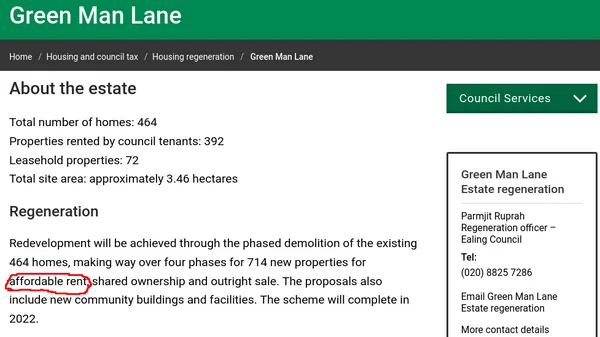 Green Man Lane
Home / Housing and council tax / Housing regeneration / Green Man Lane
About the estate
Total number of homes: 464
Properties rented by council tenants: 392
Leasehold properties: 72
Total site area: approximately 3.46 hectares
Regeneration
Redevelopment will be achieved through the phased demolition of the existing
464 homes, making way over four phases for 714 new properties for
affordable rent, shared ownership and outright sale. The proposals also
include new community buildings and facilities. The scheme will complete in
2022.
Council Services
Green Man Lane
Estate regeneration
Parmjit Ruprah
Regeneration officer –
Ealing Council
Tel:
(020) 8825 7286
Email Green Man Lane
Estate regeneration
More contact details